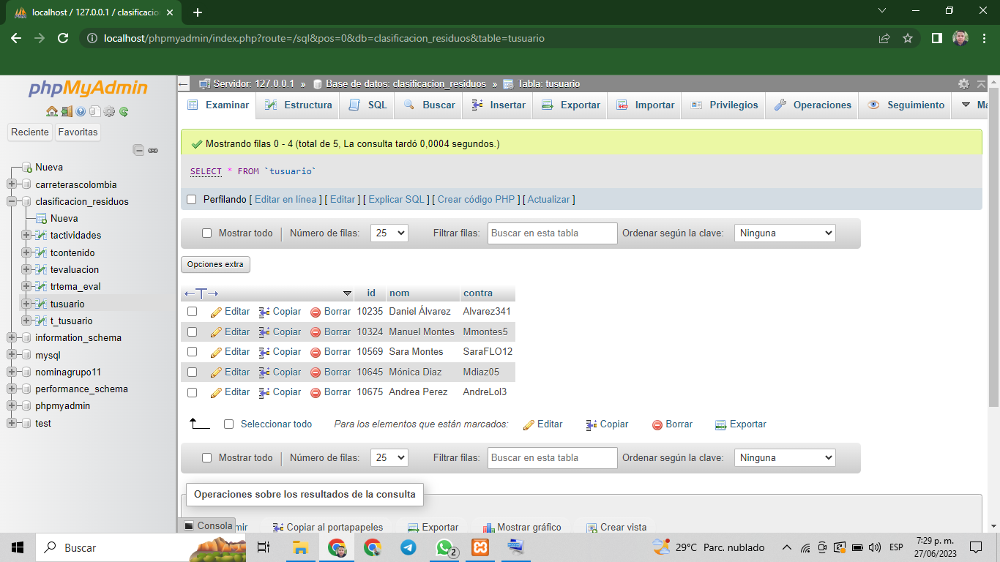 localhost / 127.0.0.1 / clasificacio
localhost/phpmyadmin/index.php?route=/sql&pos=0&db=clasificacion_residuos&table=tusuario
phpMyAdmin
Reciente Favoritas
Nueva
carreterascolombia
clasificacion_residuos
Nueva
tactividades
tcontenido
tevaluacion
trtema_eval
tusuario
t_tusuario
information_schema
mysql
nominagrupo11
performance_schema
phpmyadmin
test
Servidor: 127.0.0.1 » Base de datos: clasificacion_residuos » Tabla: tusuario
Examinar Estructura SQL Buscar Insertar Exportar Importar Privilegios Operaciones Seguimiento Má
Mostrando filas 0 - 4 (total de 5, La consulta tardó 0,0004 segundos.)
SELECT * FROM `tusuario`
Perfilando [ Editar en línea ] [ Editar ] [ Explicar SQL ] [ Crear código PHP ] [ Actualizar ]
Mostrar todo | Número de filas: 25 Filtrar filas: Buscar en esta tabla Ordenar según la clave: Ninguna
Opciones extra
id nom contra
Editar Copiar Borrar 10235 Daniel Álvarez Alvarez341
Editar Copiar Borrar 10324 Manuel Montes Mmontes5
Editar Copiar Borrar 10569 Sara Montes SaraFLO12
Editar Copiar Borrar 10645 Mónica Diaz Mdiaz05
Editar Copiar Borrar 10675 Andrea Perez AndreLol3
Seleccionar todo Para los elementos que están marcados: Editar Copiar Borrar Exportar
Mostrar todo | Número de filas: 25 Filtrar filas: Buscar en esta tabla Ordenar según la clave: Ninguna
Operaciones sobre los resultados de la consulta
Consola mir Copiar al portapapeles Exportar Mostrar gráfico Crear vista
Buscar 2 29°C Parc. nublado ESP 7:29 p. m.
27/06/2023